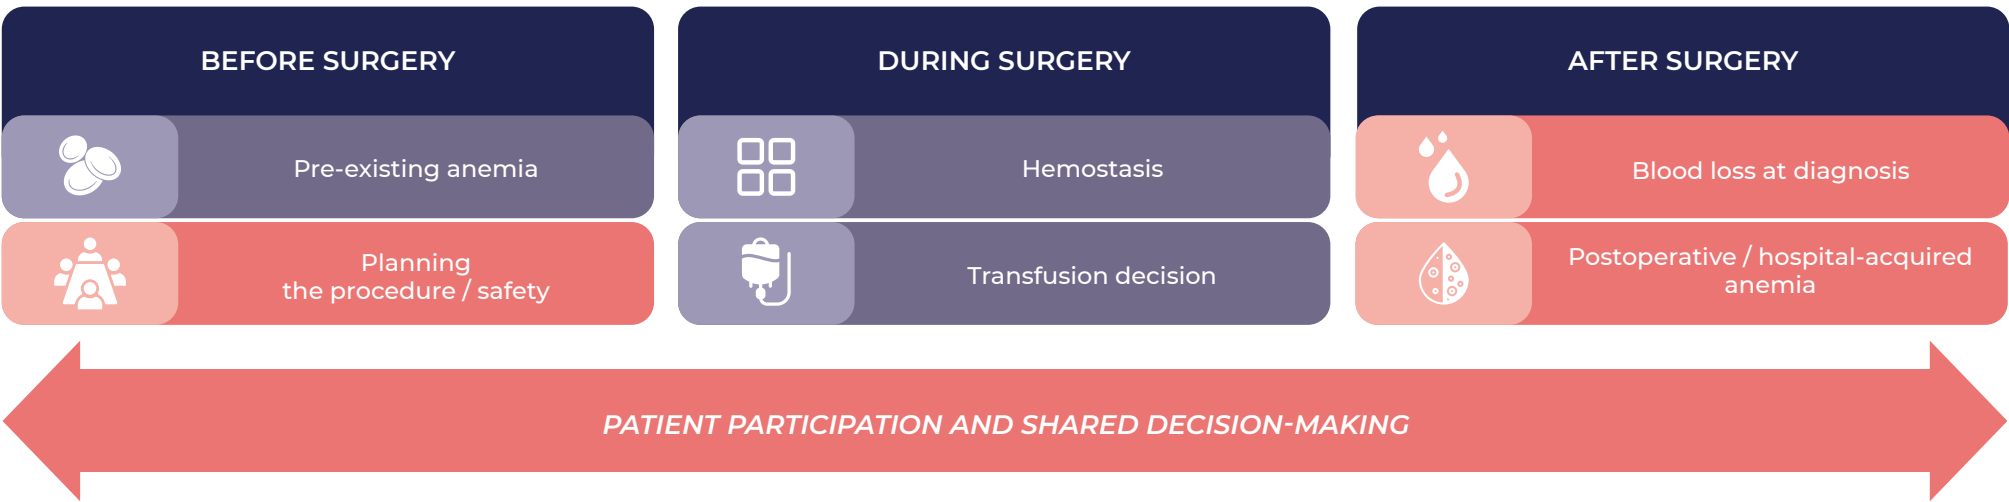 BEFORE SURGERY
Pre-existing anemia
Planning
the procedure / safety
DURING SURGERY
Hemostasis
Transfusion decision
AFTER SURGERY
Blood loss at diagnosis
Postoperative / hospital-acquired
anemia
PATIENT PARTICIPATION AND SHARED DECISION-MAKING